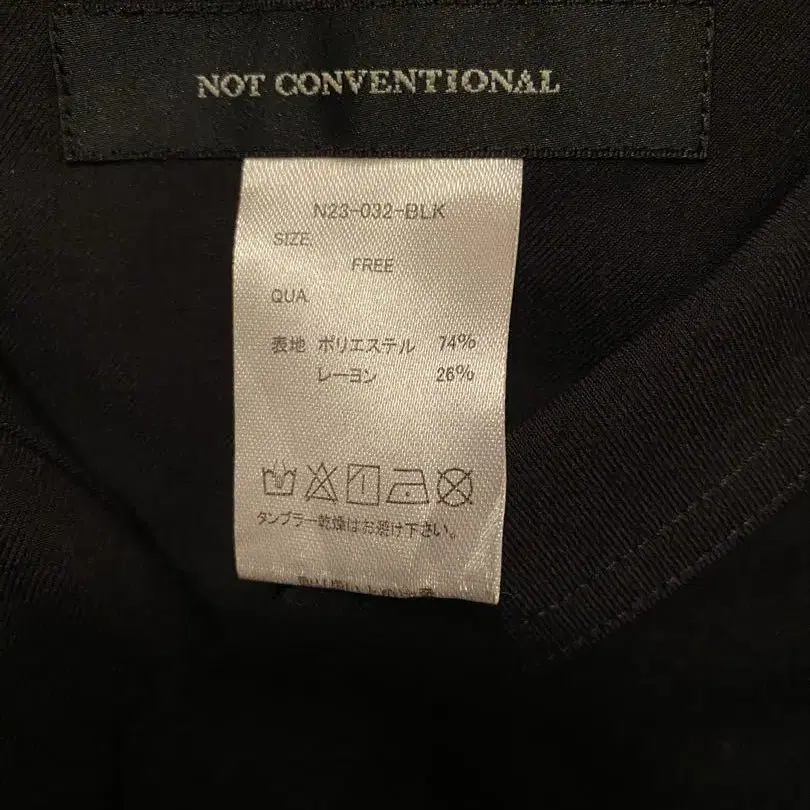 NOT CONVENTIONAL
N23-032-BLK
SIZE.
FREE
QUA.
表地 ポリエステル 74%
レーヨン 26%
タンブラー乾燥はお避け下さい。